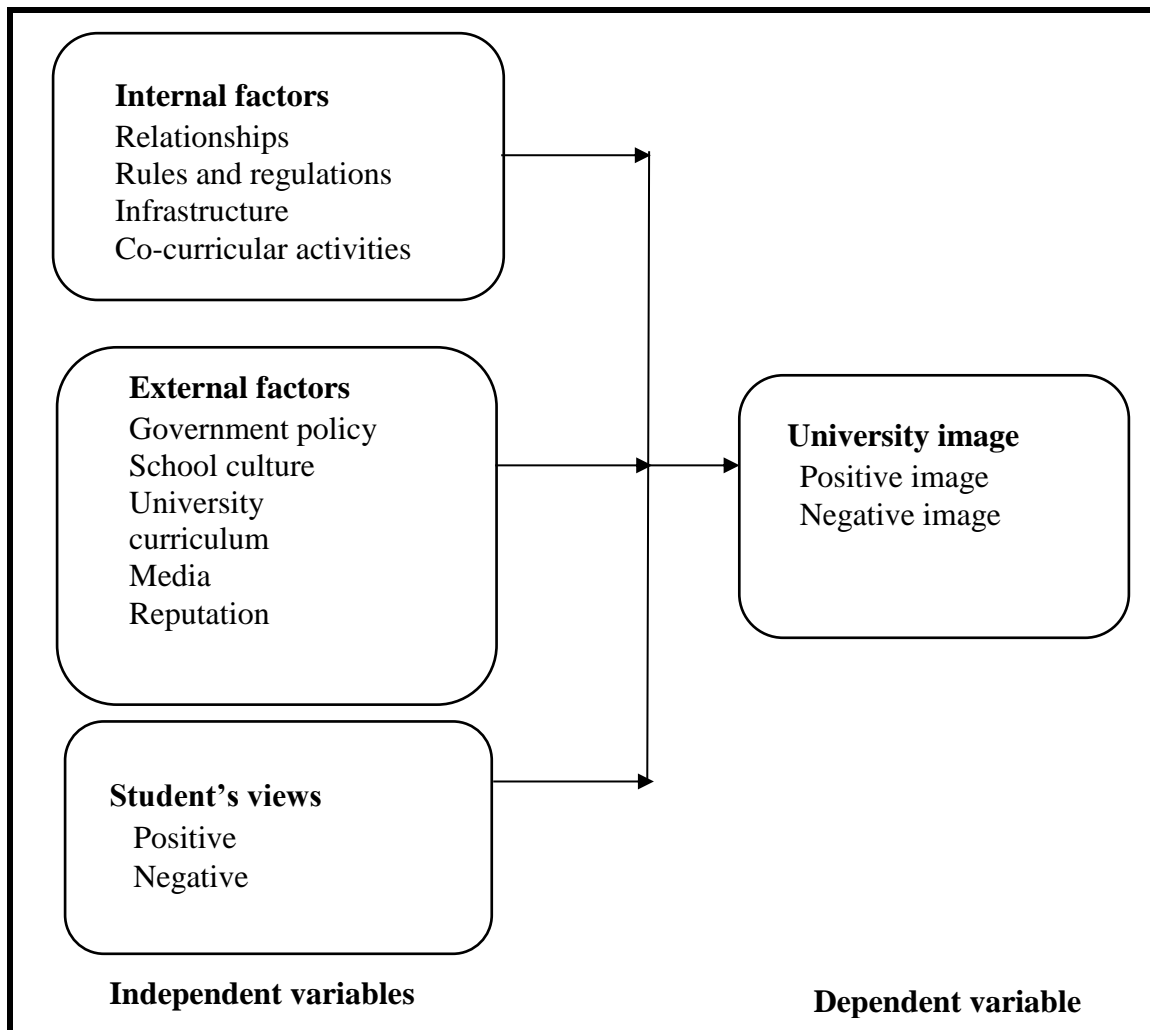 Internal factors
Relationships
Rules and regulations
Infrastructure
Co-curricular activities
External factors
Government policy
School culture
University
curriculum
Media
Reputation
University image
Positive image
Negative image
Student’s views
Positive
Negative
Independent variables
Dependent variable